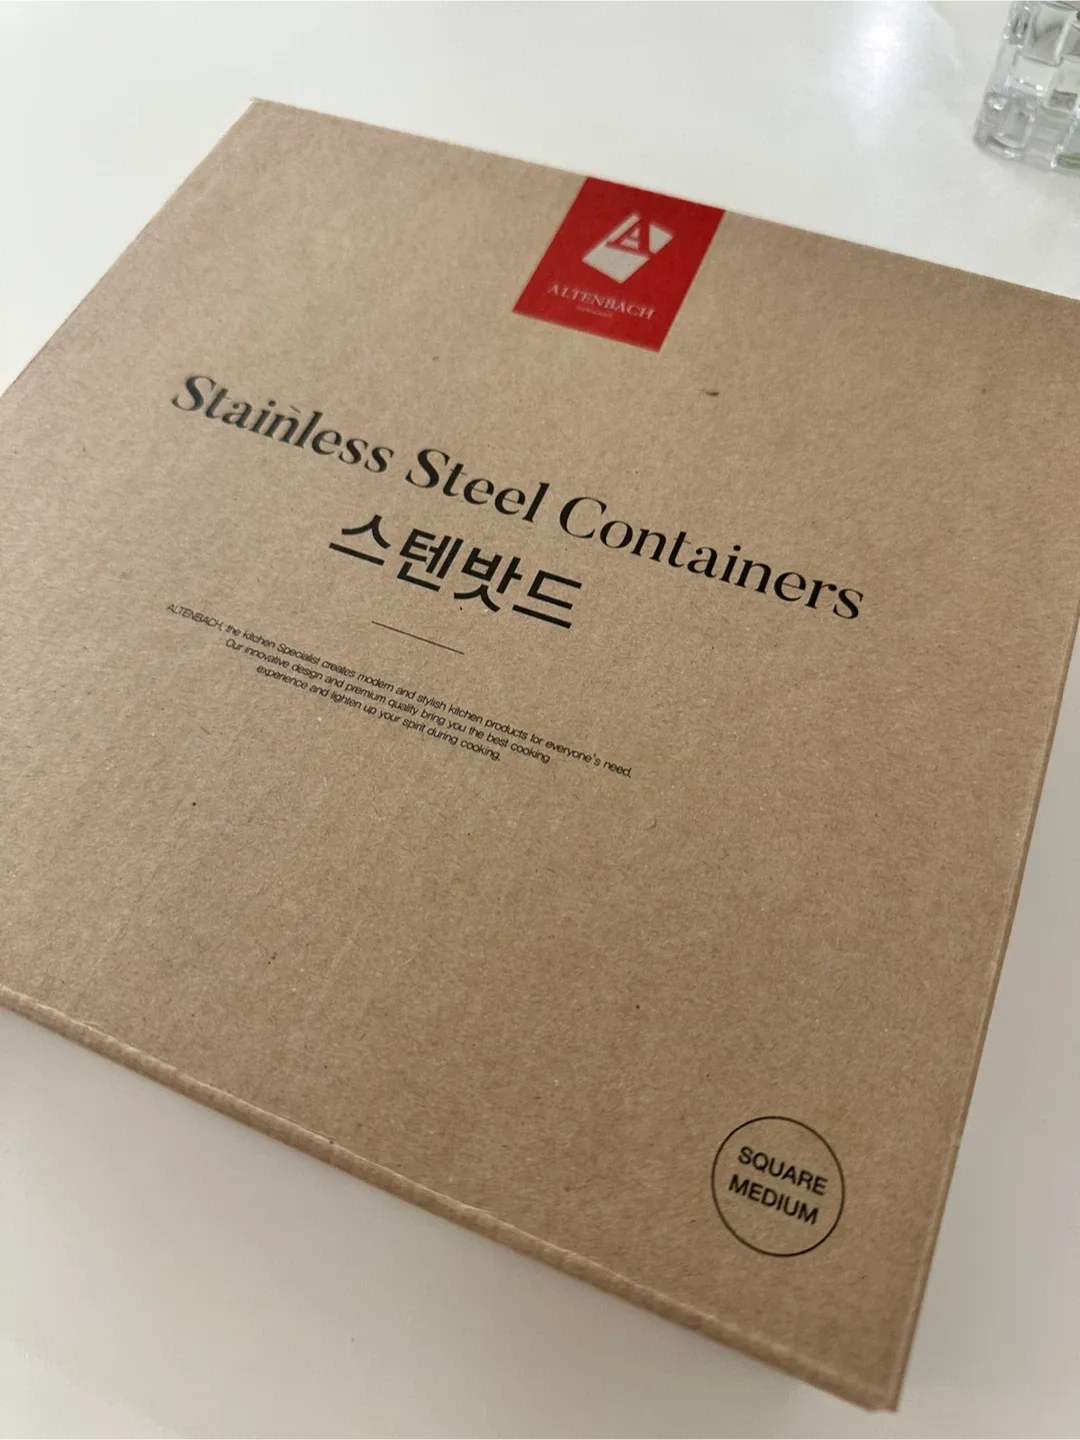 ALTENBACH
Stainless Steel Containers
스텐밧드
ALTENBACH, the kitchen Specialist creates modern and stylish kitchen products for everyone's need,
Our innovative design and premium quality bring you the best cooking
experience and lighten up your spirit during cooking.
SQUARE
MEDIUM